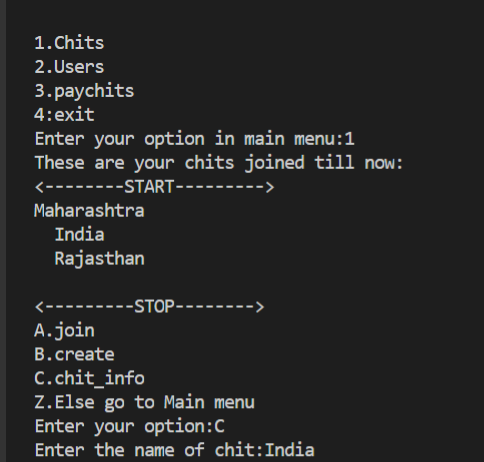 1.Chits
2.Users
3.paychits
4:exit
Enter your option in main menu:1
These are your chits joined till now:
<--------START--------->
Maharashtra
  India
  Rajasthan
<---------STOP-------->
A.join
B.create
C.chit_info
Z.Else go to Main menu
Enter your option:C
Enter the name of chit:India